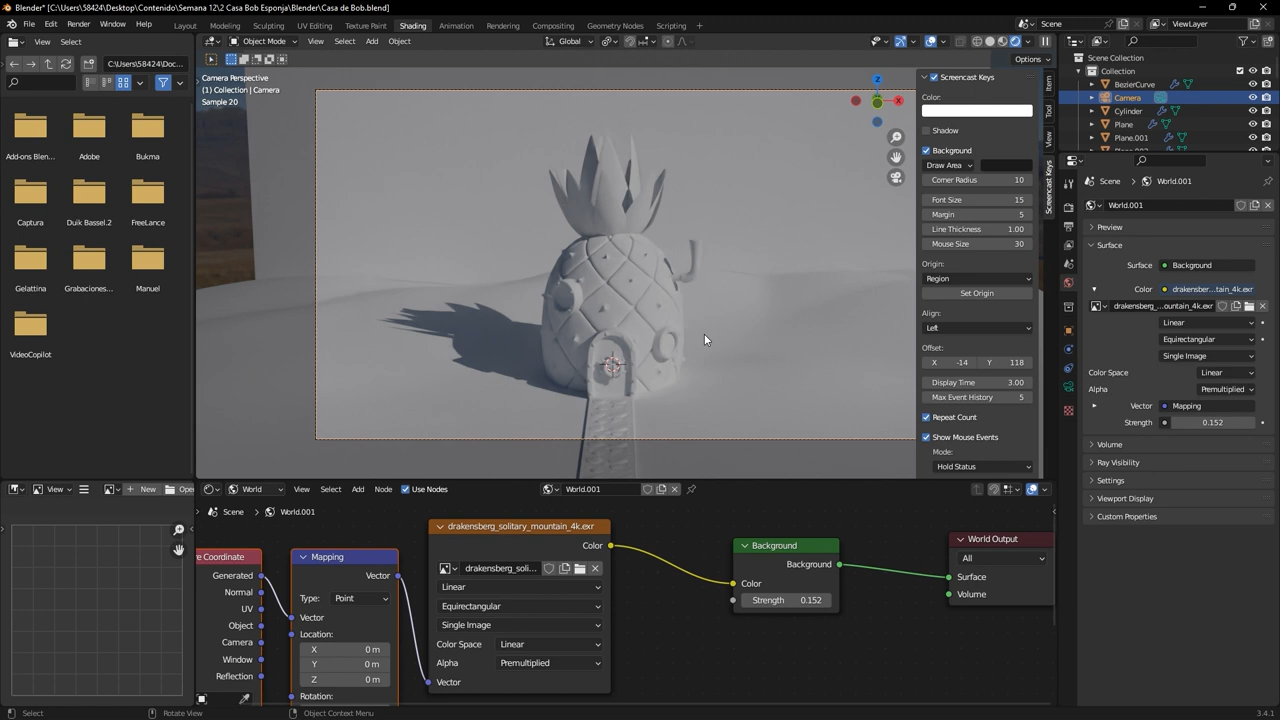 Blender* [C:\Users\58424\Desktop\Contenido\Semana 12\2 Casa Bob Esponja\Blender\Casa de Bob.blend]
File Edit Render Window Help Layout Modeling Sculpting UV Editing Texture Paint Shading Animation Rendering Compositing Geometry Nodes Scripting Scene ViewLayer
View Select Object Mode View Select Add Object Global
C:\Users\58424\Doc...
Options
Add-ons Blen... Adobe Bukma
Captura Duik Bassel.2 FreeLance
Gelattina Grabaciones... Manuel
VideoCopilot
Camera Perspective
(1) Collection | Camera
Sample 20
Z
X
Screencast Keys
Color:
Shadow
Background
Draw Area
Corner Radius 10
Font Size 15
Margin 5
Line Thickness 1.00
Mouse Size 30
Origin:
Region
Set Origin
Align:
Left
Offset:
X -14 Y 118
Display Time 3.00
Max Event History 5
Repeat Count
Show Mouse Events
Mode:
Hold Status
Item
Tool
View
Screencast Keys
Scene Collection
Collection
BezierCurve
Camera
Cylinder
Plane
Plane.001
Scene World.001
World.001
Preview
Surface
Surface Background
Color drakensber...tain_4k.exr
drakensberg_...ountain_4k.exr
Linear
Equirectangular
Single Image
Color Space Linear
Alpha Premultiplied
Vector Mapping
Strength 0.152
Volume
Ray Visibility
Settings
Viewport Display
Custom Properties
View New Open
World View Select Add Node Use Nodes World.001
Scene World.001
e Coordinate
Generated
Normal
UV
Object
Camera
Window
Reflection
Mapping
Vector
Type: Point
Vector
Location:
X 0 m
Y 0 m
Z 0 m
Rotation:
drakensberg_solitary_mountain_4k.exr
Color
drakensberg_soli...
Linear
Equirectangular
Single Image
Color Space Linear
Alpha Premultiplied
Vector
Background
Background
Color
Strength 0.152
World Output
All
Surface
Volume
Select Rotate View Object Context Menu 3.4.1